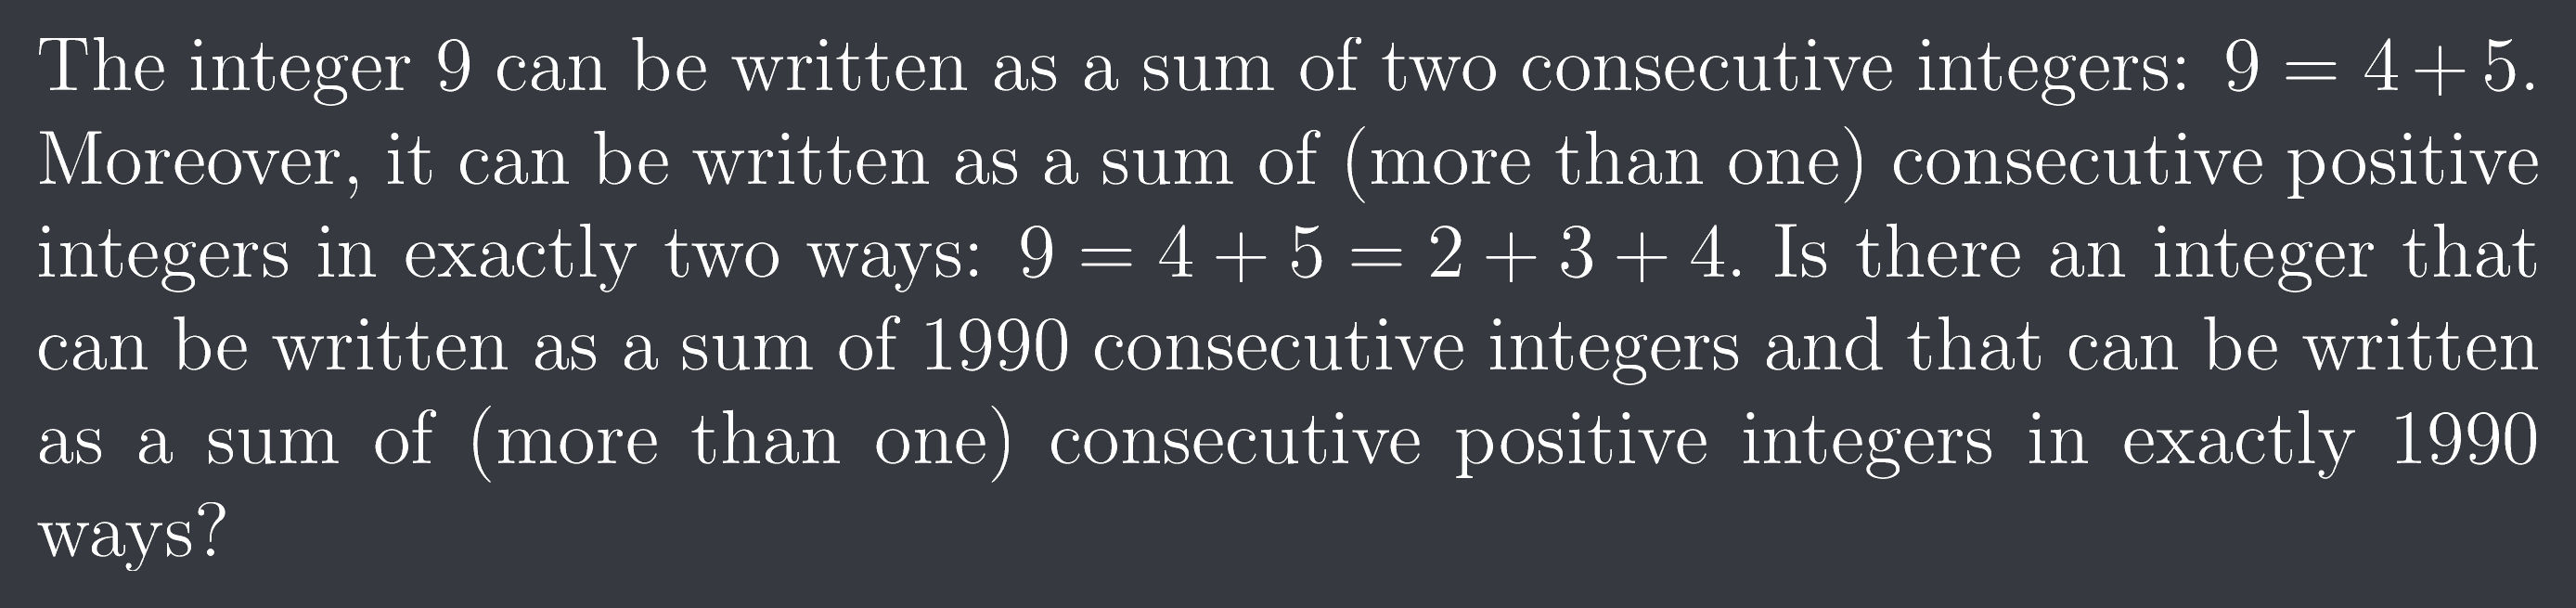 The integer 9 can be written as a sum of two consecutive integers: 9 = 4 + 5.
Moreover, it can be written as a sum of (more than one) consecutive positive
integers in exactly two ways: 9 = 4 + 5 = 2 + 3 + 4. Is there an integer that
can be written as a sum of 1990 consecutive integers and that can be written
as a sum of (more than one) consecutive positive integers in exactly 1990
ways?